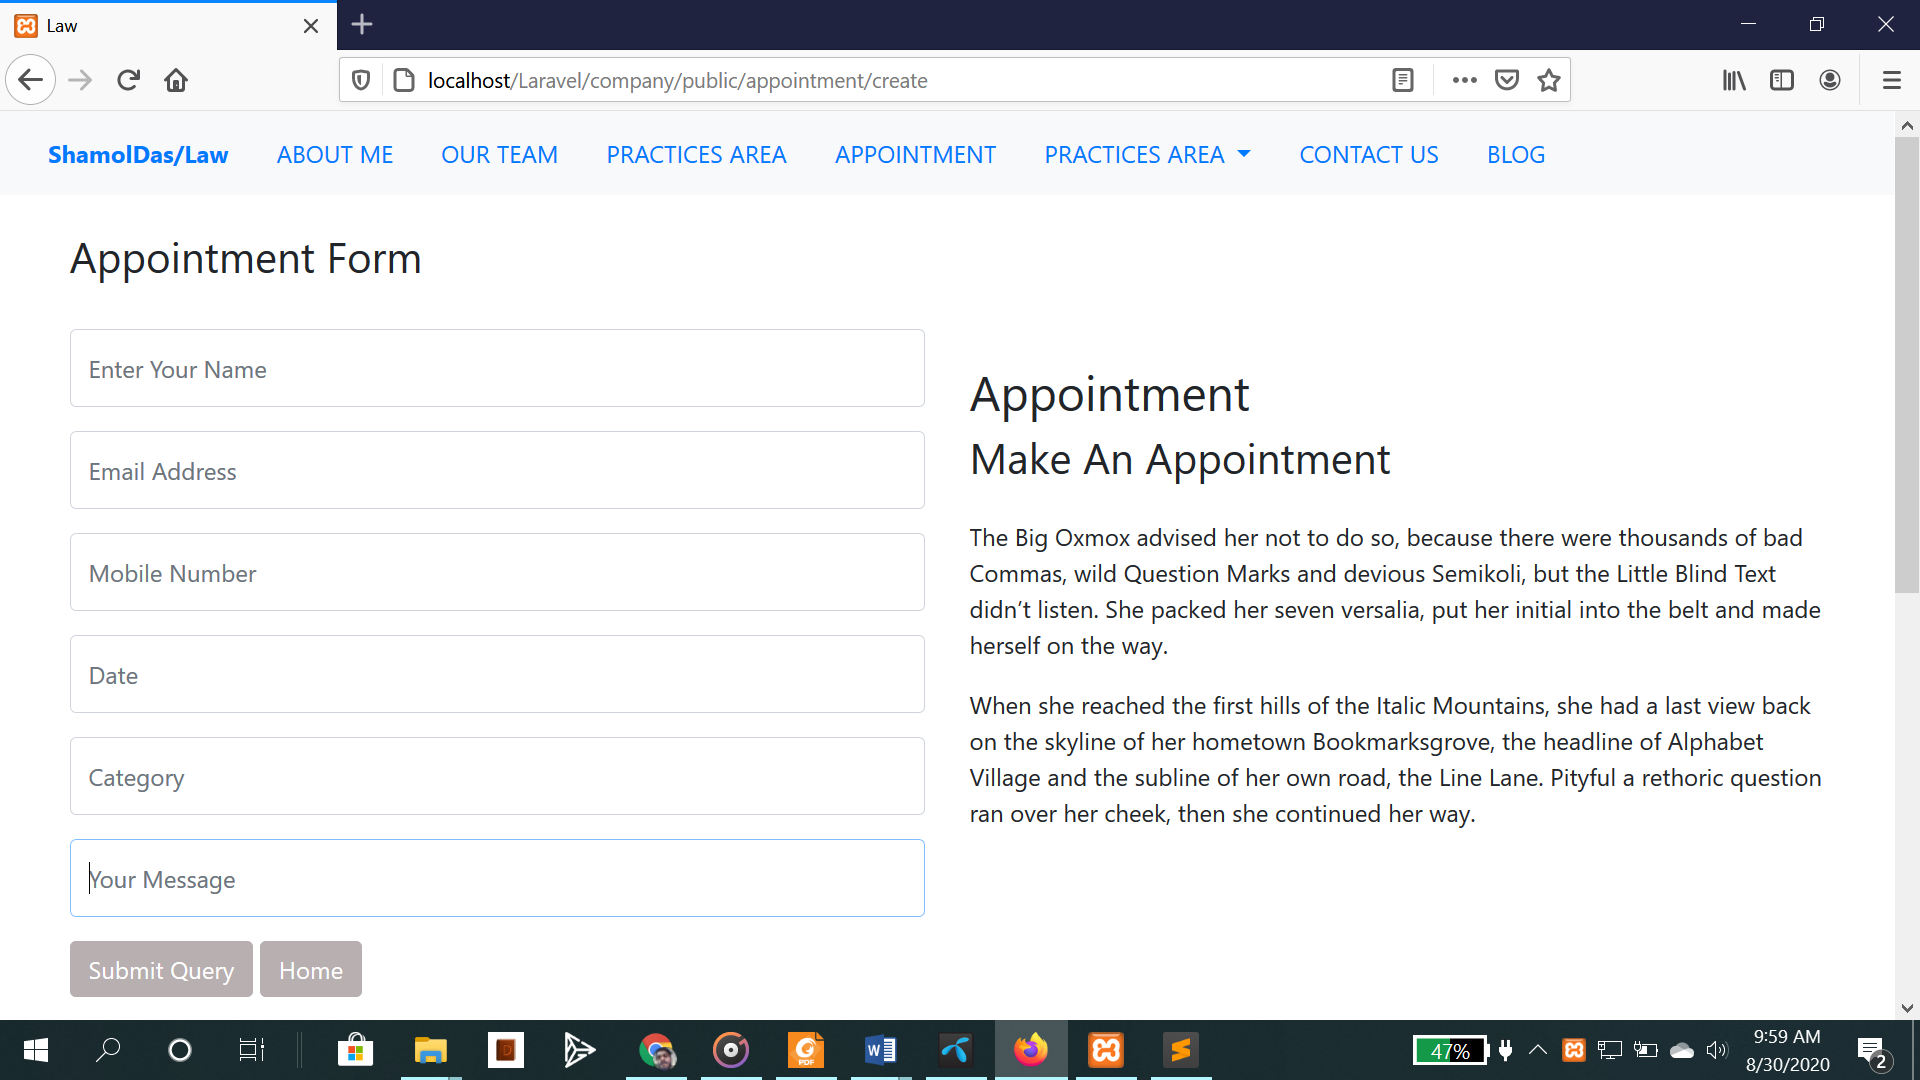 Law
localhost/Laravel/company/public/appointment/create
ShamolDas/Law ABOUT ME OUR TEAM PRACTICES AREA APPOINTMENT PRACTICES AREA CONTACT US BLOG
Appointment Form
Enter Your Name
Email Address
Mobile Number
Date
Category
Your Message
Submit Query Home
Appointment
Make An Appointment
The Big Oxmox advised her not to do so, because there were thousands of bad
Commas, wild Question Marks and devious Semikoli, but the Little Blind Text
didn’t listen. She packed her seven versalia, put her initial into the belt and made
herself on the way.
When she reached the first hills of the Italic Mountains, she had a last view back
on the skyline of her hometown Bookmarksgrove, the headline of Alphabet
Village and the subline of her own road, the Line Lane. Pityful a rethoric question
ran over her cheek, then she continued her way.
PDF
W
47%
9:59 AM
8/30/2020
2